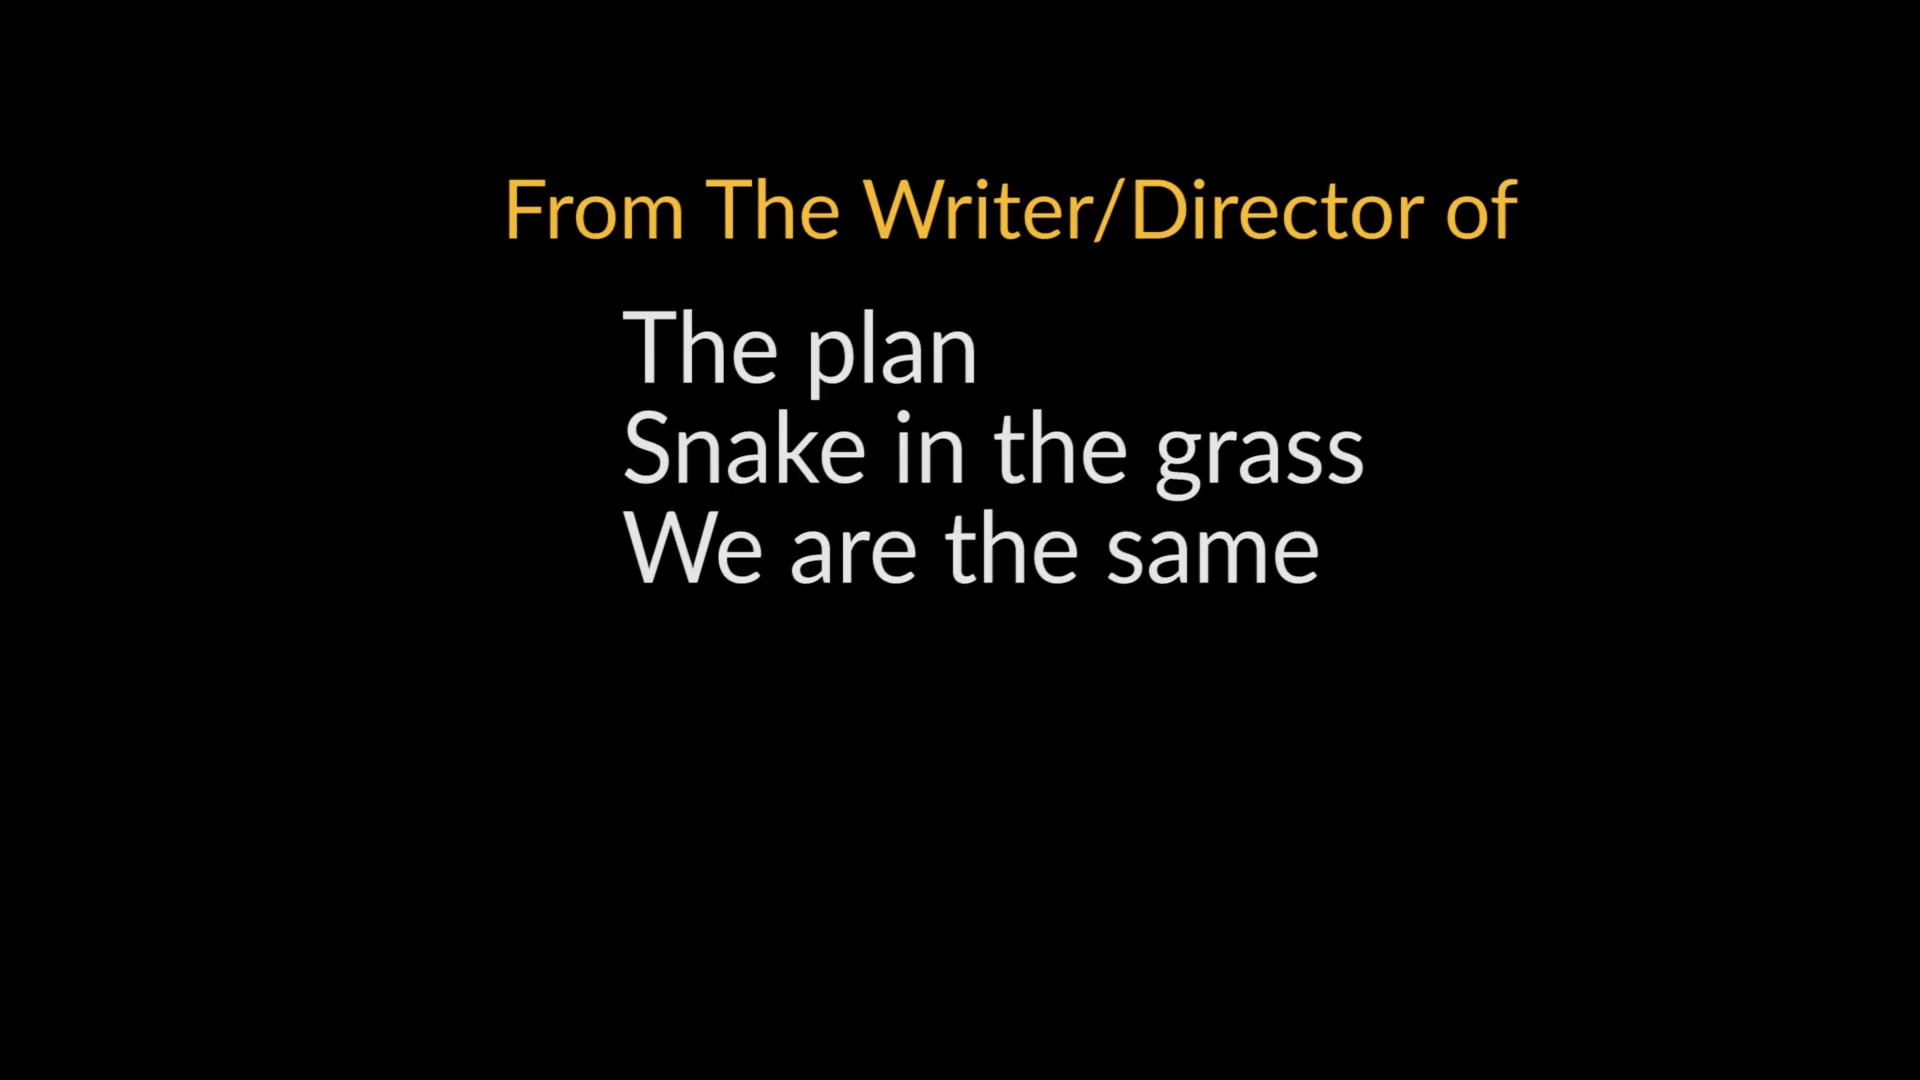 From The Writer/Director of
The plan
Snake in the grass
We are the same